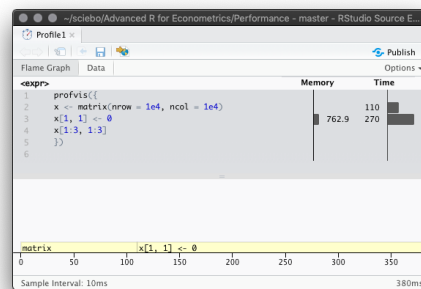 ~/sciebo/Advanced R for Econometrics/Performance - master - RStudio Source E...
Profile1 ×
Publish
Flame Graph Data Options
<expr> Memory Time
1 profvis({
2 x <- matrix(nrow = 1e4, ncol = 1e4) 110
3 x[1, 1] <- 0 762.9 270
4 x[1:3, 1:3]
5 })
6
matrix x[1, 1] <- 0
0 50 100 150 200 250 300 350
Sample Interval: 10ms 380ms